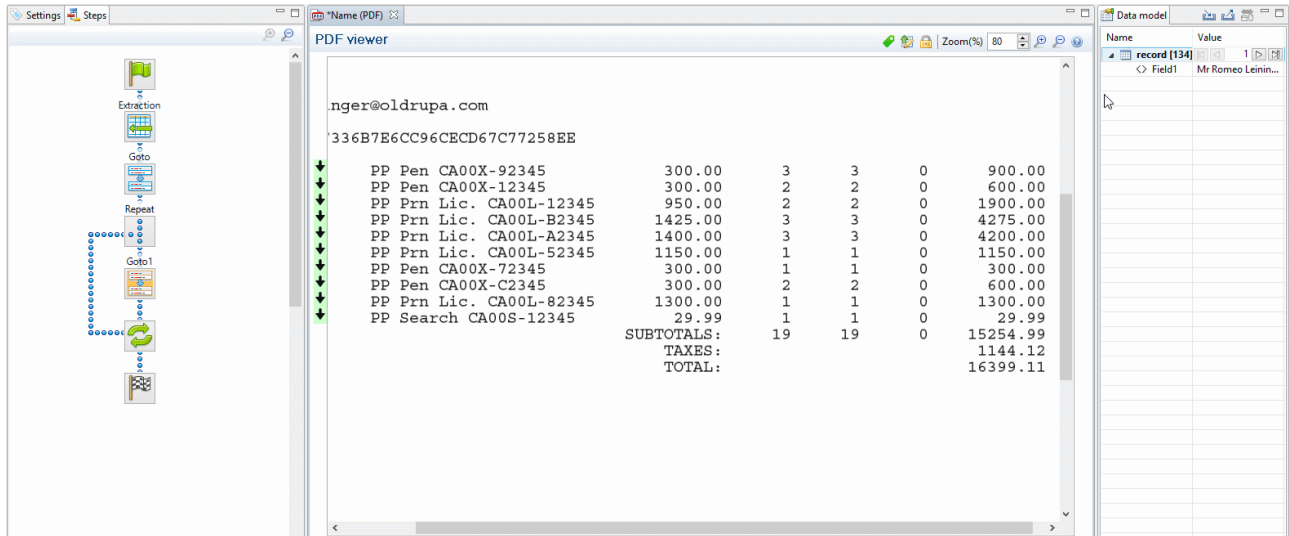 Settings Steps
Extraction
Goto
Repeat
Goto1
*Name (PDF)
PDF viewer
Zoom(%) 80
nger@oldrupa.com
7336B7E6CC96CECD67C77258EE
PP Pen CA00X-92345 300.00 3 3 0 900.00
PP Pen CA00X-12345 300.00 2 2 0 600.00
PP Prn Lic. CA00L-12345 950.00 2 2 0 1900.00
PP Prn Lic. CA00L-B2345 1425.00 3 3 0 4275.00
PP Prn Lic. CA00L-A2345 1400.00 3 3 0 4200.00
PP Prn Lic. CA00L-52345 1150.00 1 1 0 1150.00
PP Pen CA00X-72345 300.00 1 1 0 300.00
PP Pen CA00X-C2345 300.00 2 2 0 600.00
PP Prn Lic. CA00L-82345 1300.00 1 1 0 1300.00
PP Search CA00S-12345 29.99 1 1 0 29.99
SUBTOTALS: 19 19 0 15254.99
TAXES: 1144.12
TOTAL: 16399.11
Data model
Name Value
record [134] 1
<> Field1 Mr Romeo Leinin...